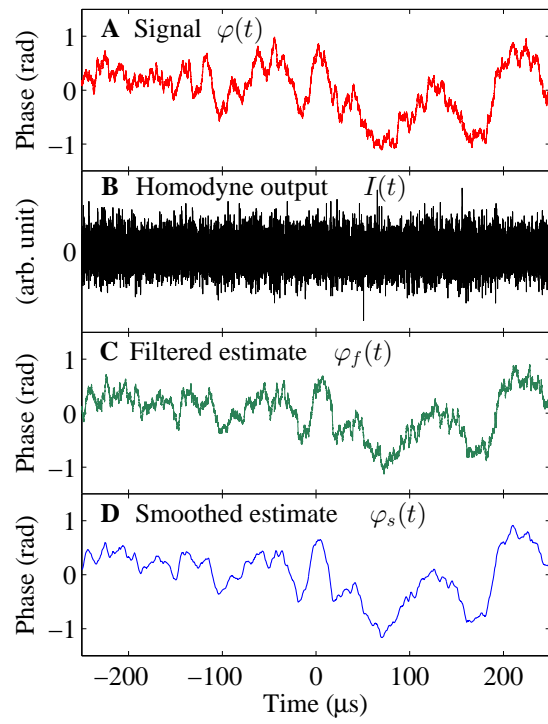 A Signal φ(t)
Phase (rad)
1
0
−1
B Homodyne output I(t)
(arb. unit)
0
C Filtered estimate φ_f(t)
Phase (rad)
1
0
−1
D Smoothed estimate φ_s(t)
Phase (rad)
1
0
−1
−200 −100 0 100 200
Time (μs)